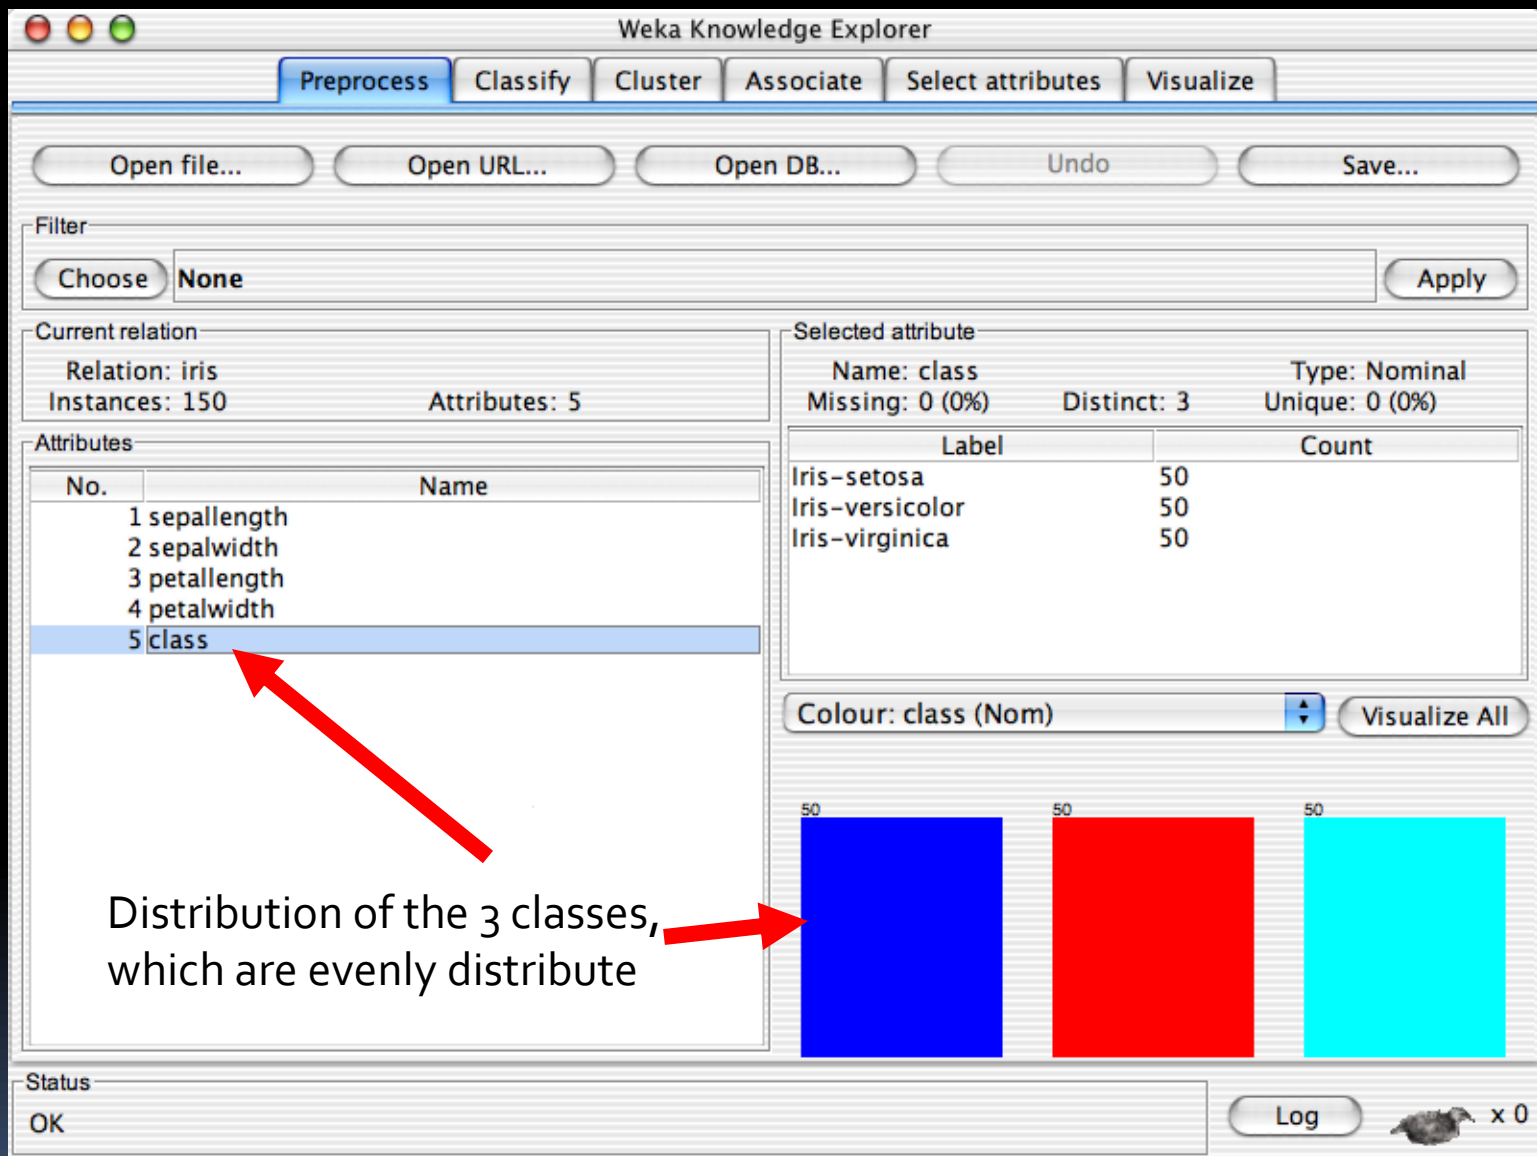 Weka Knowledge Explorer
Preprocess Classify Cluster Associate Select attributes Visualize
Open file... Open URL... Open DB... Undo Save...
Filter
Choose None Apply
Current relation
Relation: iris
Instances: 150 Attributes: 5
Attributes
No. Name
1 sepallength
2 sepalwidth
3 petallength
4 petalwidth
5 class
Selected attribute
Name: class Type: Nominal
Missing: 0 (0%) Distinct: 3 Unique: 0 (0%)
Label Count
Iris-setosa 50
Iris-versicolor 50
Iris-virginica 50
Colour: class (Nom) Visualize All
50 50 50
Distribution of the 3 classes,
which are evenly distribute
Status
OK
Log x 0